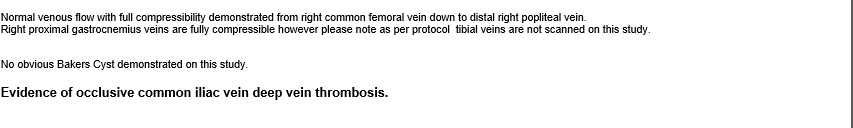 Normal venous flow with full compressibility demonstrated from right common femoral vein down to distal right popliteal vein.
Right proximal gastrocnemius veins are fully compressible however please note as per protocol  tibial veins are not scanned on this study.
No obvious Bakers Cyst demonstrated on this study.
Evidence of occlusive common iliac vein deep vein thrombosis.